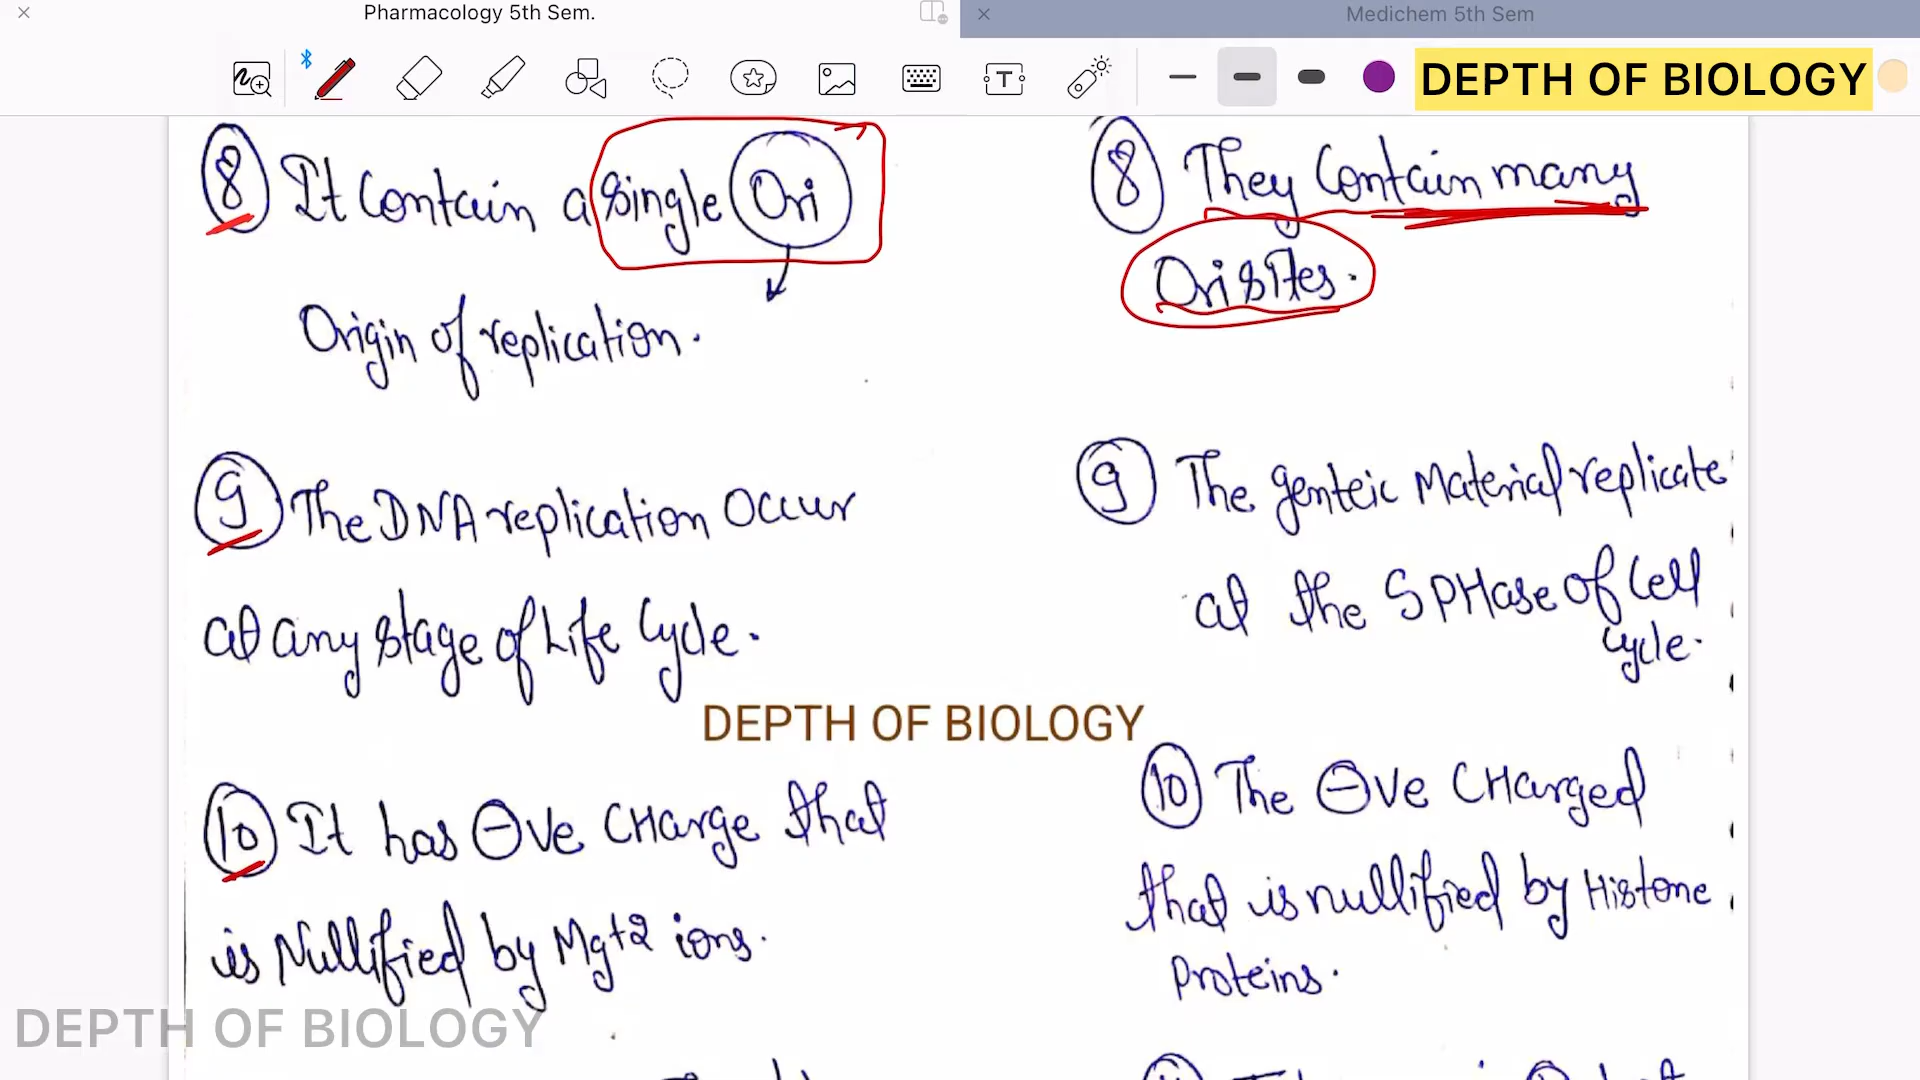 Pharmacology 5th Sem.
Medichem 5th Sem
DEPTH OF BIOLOGY
8 It Contain a Single Ori
Origin of replication.
8 They Contain many
Ori sites.
9 The DNA replication Occur
at any stage of Life Cycle.
9 The genteic Material replicate
at the S PHase of Cell
Cycle.
DEPTH OF BIOLOGY
10 It has ⊖ve CHarge that
is Nullified by Mg+2 ions.
10 The ⊖ve CHarged
that is nullified by Histone
Proteins.
DEPTH OF BIOLOGY